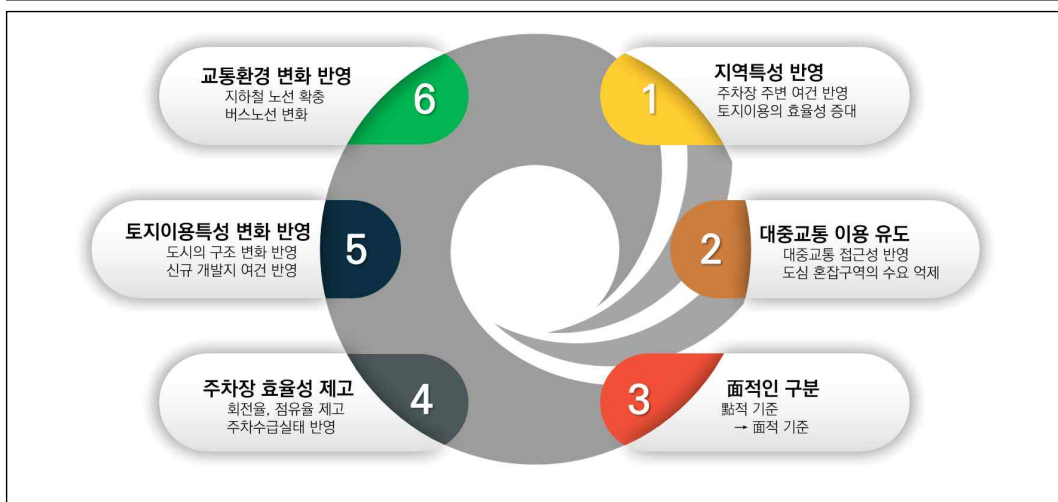 1
지역특성 반영
주차장 주변 여건 반영
토지이용의 효율성 증대
2
대중교통 이용 유도
대중교통 접근성 반영
도심 혼잡구역의 수요 억제
3
面적인 구분
點적 기준
→ 面적 기준
4
주차장 효율성 제고
회전율, 점유율 제고
주차수급실태 반영
5
토지이용특성 변화 반영
도시의 구조 변화 반영
신규 개발지 여건 반영
6
교통환경 변화 반영
지하철 노선 확충
버스노선 변화